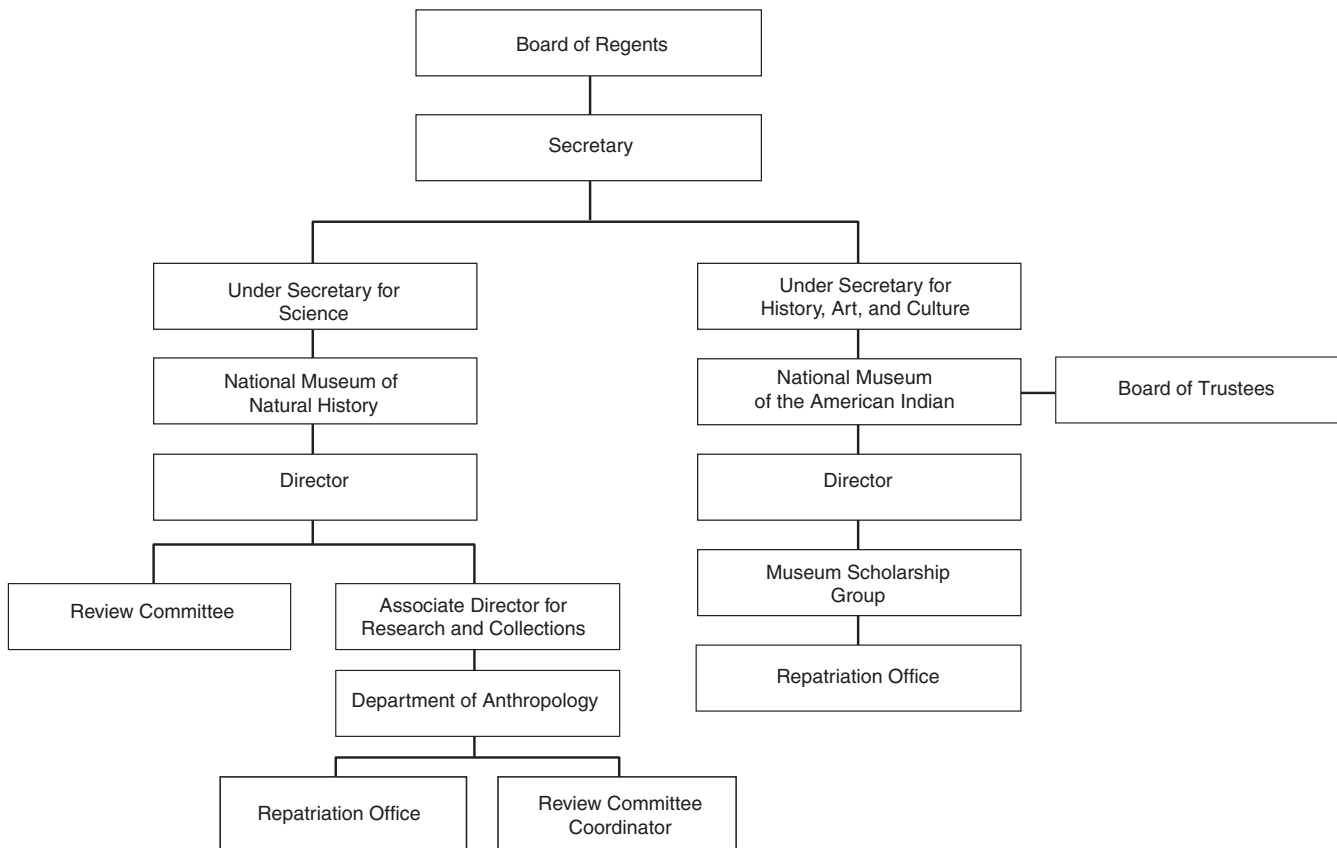 Board of Regents
Secretary
Under Secretary for
Science
Under Secretary for
History, Art, and Culture
National Museum of
Natural History
National Museum
of the American Indian
Board of Trustees
Director
Director
Review Committee
Associate Director for
Research and Collections
Museum Scholarship
Group
Department of Anthropology
Repatriation Office
Repatriation Office
Review Committee
Coordinator